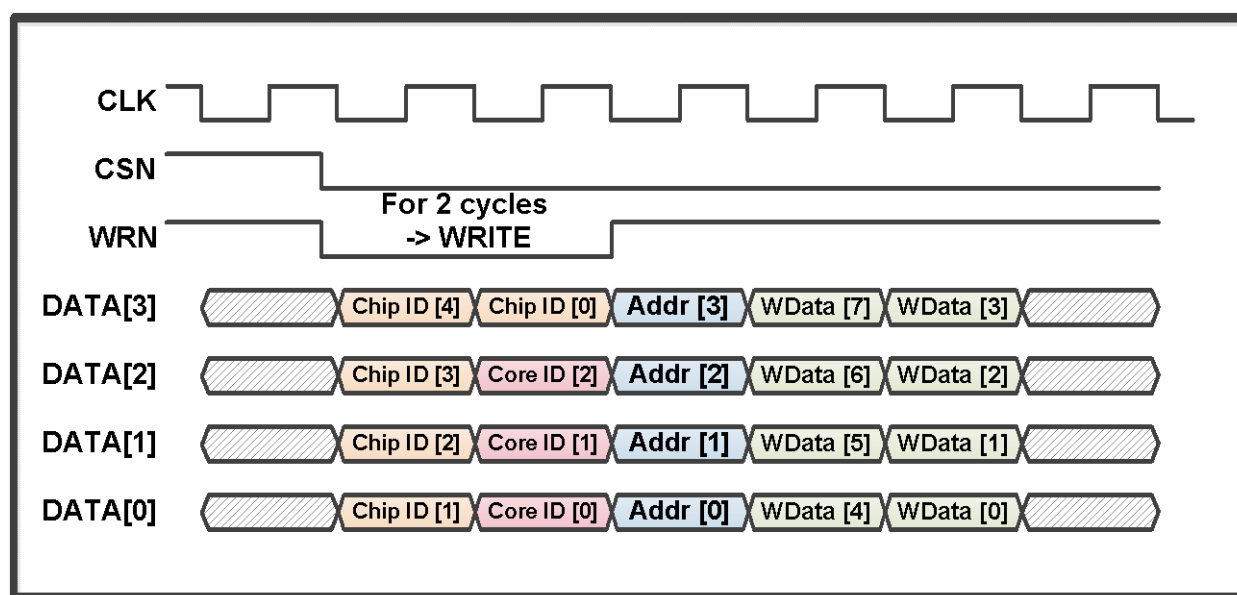 CLK
CSN
For 2 cycles
WRN
-> WRITE
DATA[3] Chip ID [4] Chip ID [0] Addr [3] WData [7] WData [3]
DATA[2] Chip ID [3] Core ID [2] Addr [2] WData [6] WData [2]
DATA[1] Chip ID [2] Core ID [1] Addr [1] WData [5] WData [1]
DATA[0] Chip ID [1] Core ID [0] Addr [0] WData [4] WData [0]